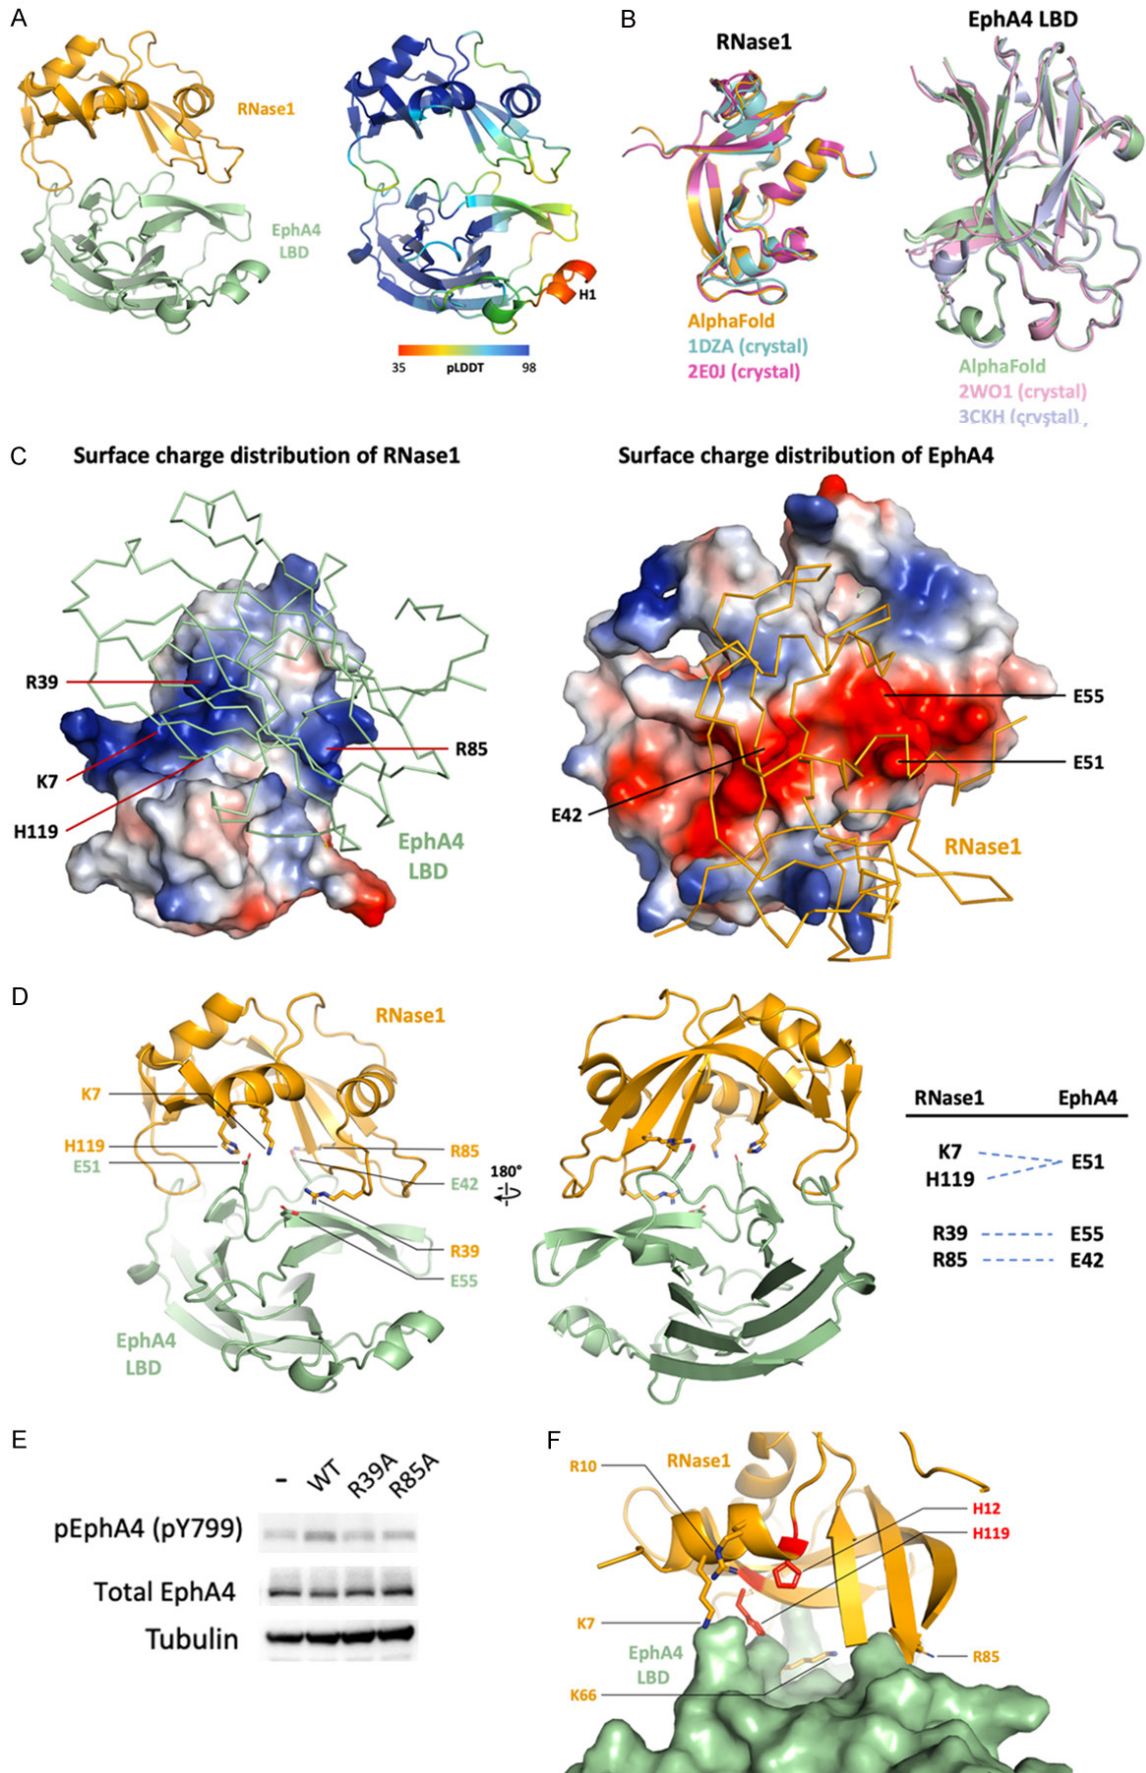 A
RNase1
EphA4
LBD
H1
35 pLDDT 98
B
RNase1
EphA4 LBD
AlphaFold
1DZA (crystal)
2E0J (crystal)
AlphaFold
2WO1 (crystal)
3CKH (crystal)
C
Surface charge distribution of RNase1
Surface charge distribution of EphA4
R39
K7
H119
R85
EphA4
LBD
E55
E51
E42
RNase1
D
RNase1
K7
H119
E51
R85
E42
R39
E55
EphA4
LBD
180°
RNase1 EphA4
K7
H119
E51
R39 E55
R85 E42
E
- WT R39A R85A
pEphA4 (pY799)
Total EphA4
Tubulin
F
R10
RNase1
H12
H119
K7
EphA4
LBD
R85
K66